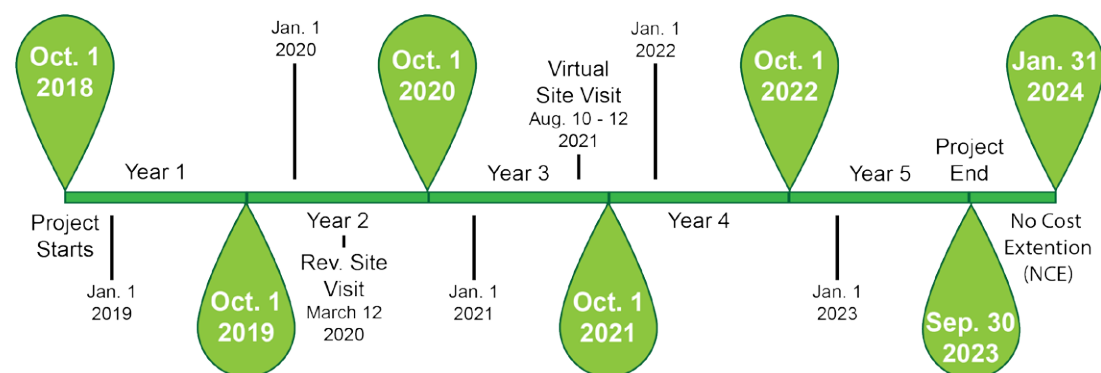 Oct. 1
2018
Jan. 1
2020
Oct. 1
2020
Virtual
Site Visit
Aug. 10 - 12
2021
Jan. 1
2022
Oct. 1
2022
Jan. 31
2024
Year 1
Year 3
Year 5
Project
End
Project
Starts
Jan. 1
2019
Oct. 1
2019
Year 2
Rev. Site
Visit
March 12
2020
Jan. 1
2021
Oct. 1
2021
Year 4
Jan. 1
2023
Sep. 30
2023
No Cost
Extention
(NCE)